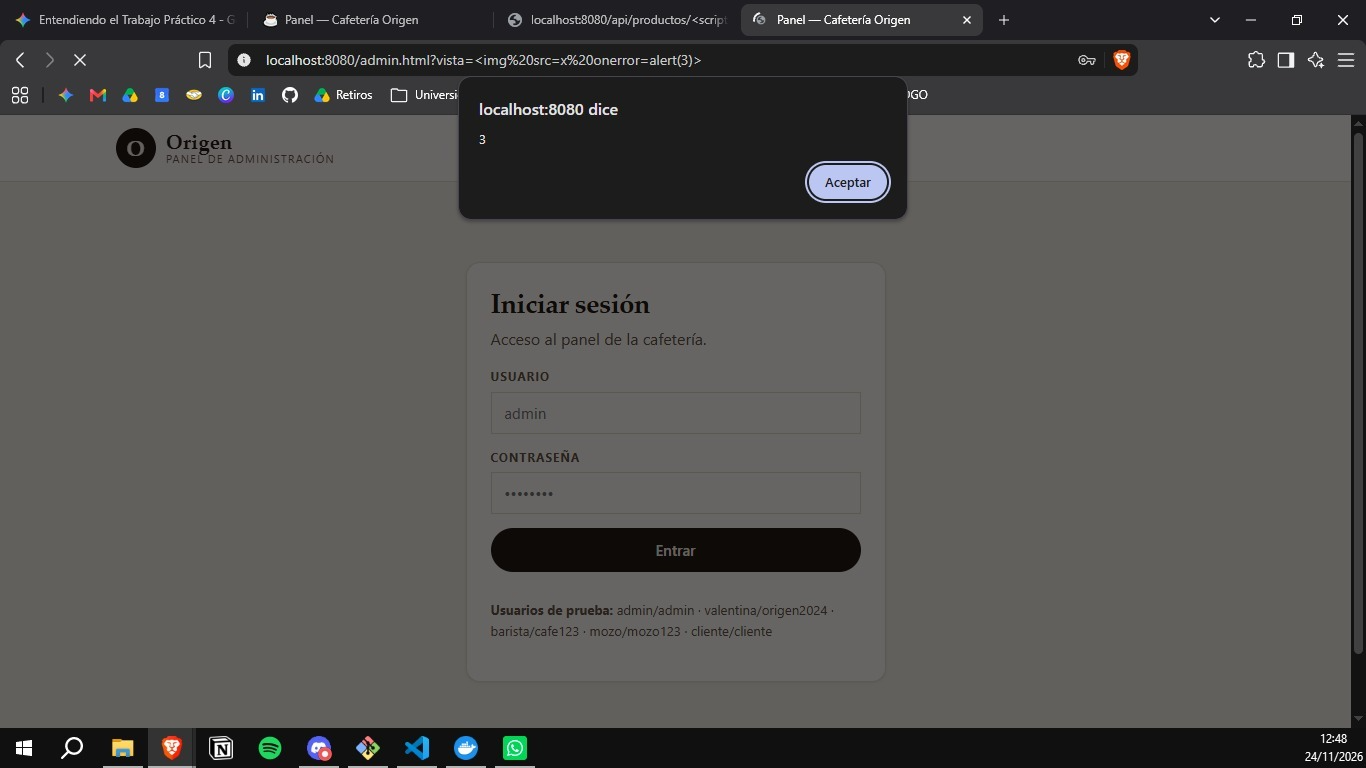 Entendiendo el Trabajo Práctico 4 - G
Panel — Cafetería Origen
localhost:8080/api/productos/<script
Panel — Cafetería Origen
localhost:8080/admin.html?vista=<img%20src=x%20onerror=alert(3)>
8
Retiros
Universi
OGO
localhost:8080 dice
3
Aceptar
O
Origen
PANEL DE ADMINISTRACIÓN
Iniciar sesión
Acceso al panel de la cafetería.
USUARIO
admin
CONTRASEÑA
••••••••
Entrar
Usuarios de prueba: admin/admin · valentina/origen2024 ·
barista/cafe123 · mozo/mozo123 · cliente/cliente
12:48
24/11/2026